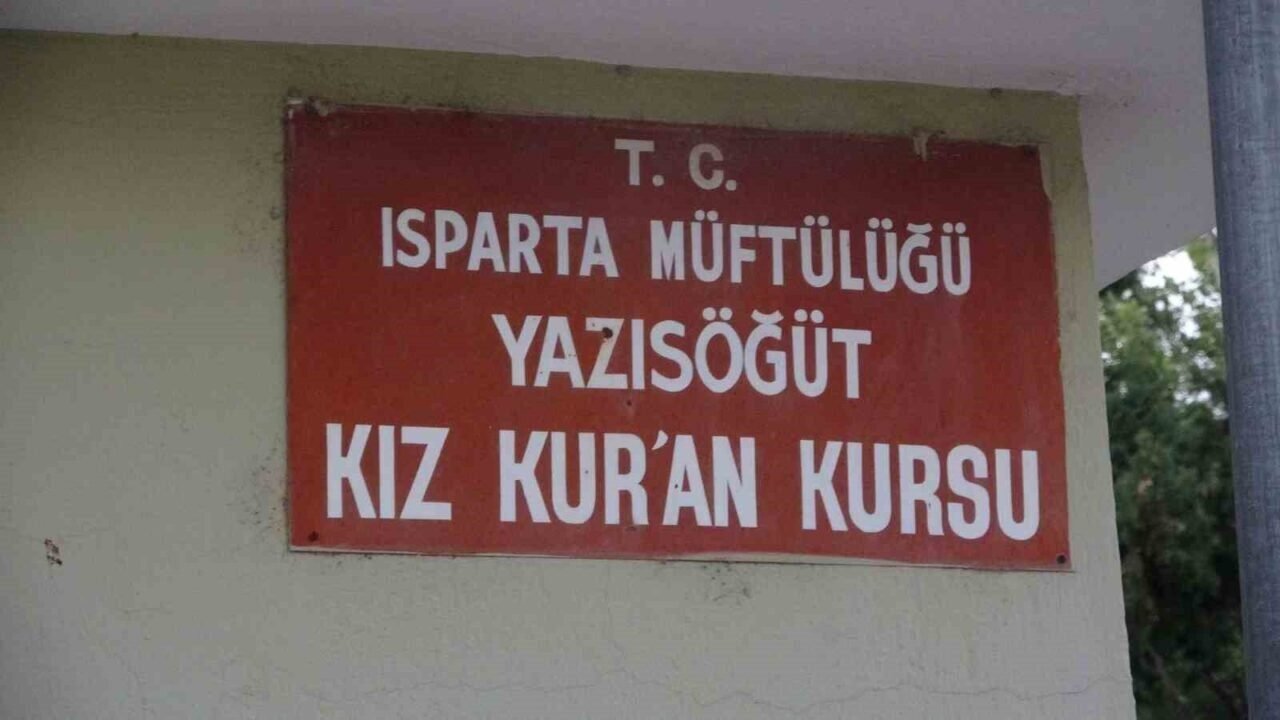 T. C.
ISPARTA MÜFTÜLÜĞÜ
YAZISÖĞÜT
KIZ KUR'AN KURSU